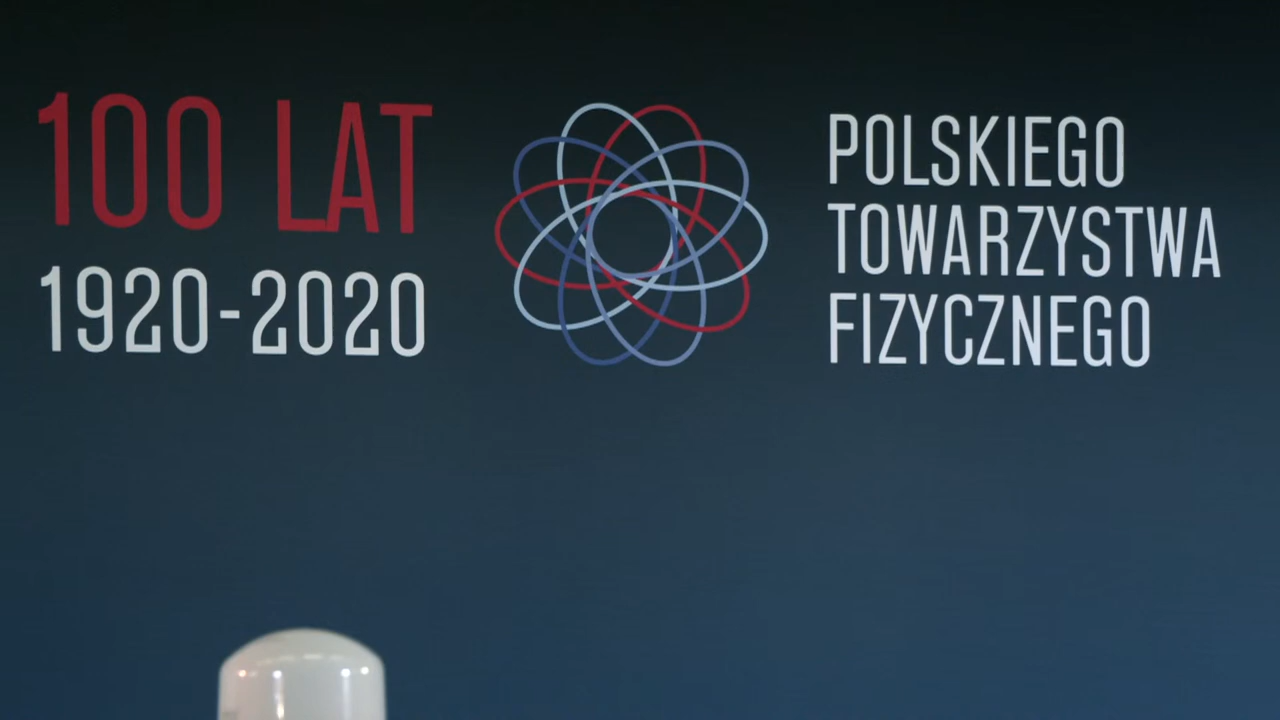 100 LAT
1920-2020
POLSKIEGO
TOWARZYSTWA
FIZYCZNEGO